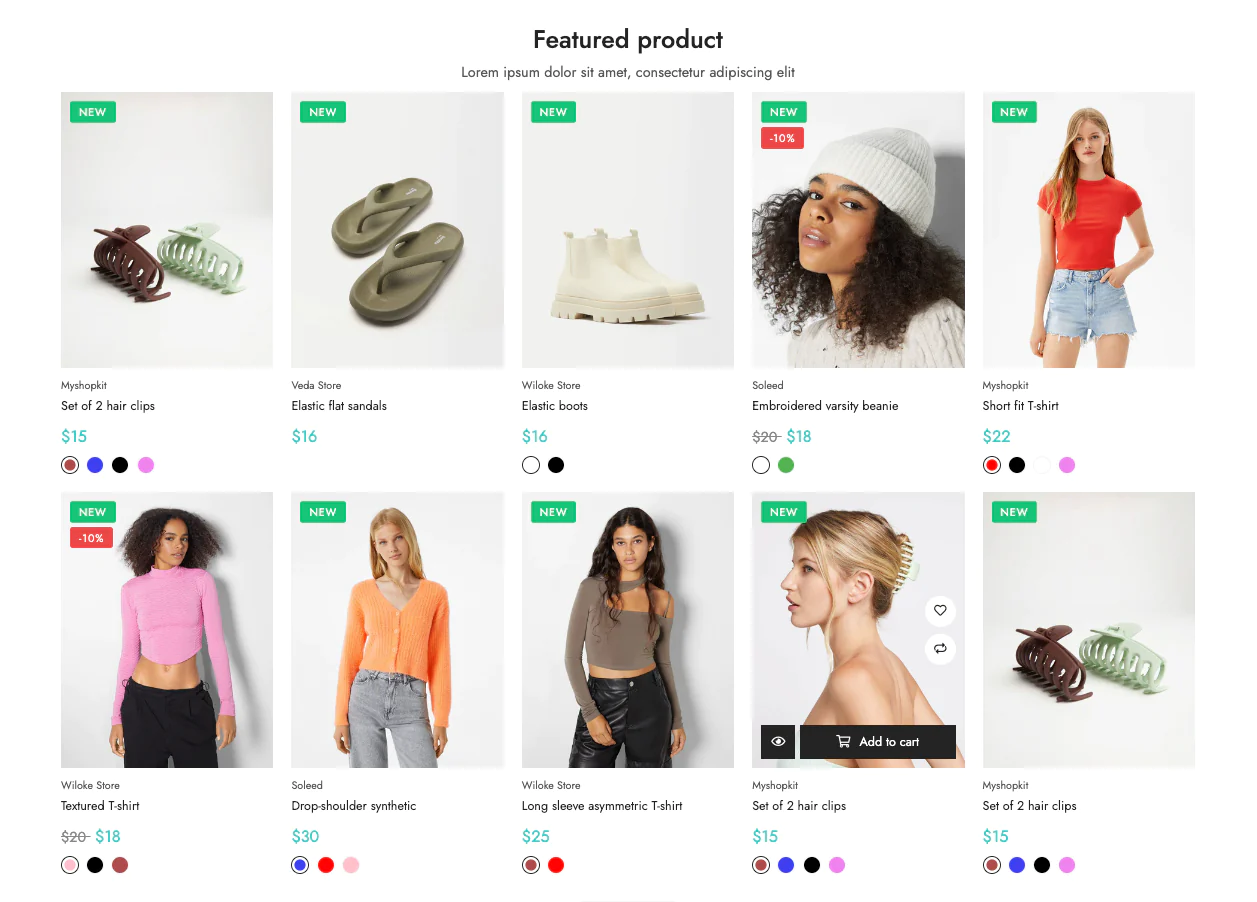 Featured product
Lorem ipsum dolor sit amet, consectetur adipiscing elit
NEW
NEW
NEW
NEW
-10%
NEW
Myshopkit
Set of 2 hair clips
$15
Veda Store
Elastic flat sandals
$16
Wiloke Store
Elastic boots
$16
Soleed
Embroidered varsity beanie
$20 $18
Myshopkit
Short fit T-shirt
$22
NEW
-10%
NEW
NEW
NEW
Add to cart
NEW
Wiloke Store
Textured T-shirt
$20 $18
Soleed
Drop-shoulder synthetic
$30
Wiloke Store
Long sleeve asymmetric T-shirt
$25
Myshopkit
Set of 2 hair clips
$15
Myshopkit
Set of 2 hair clips
$15